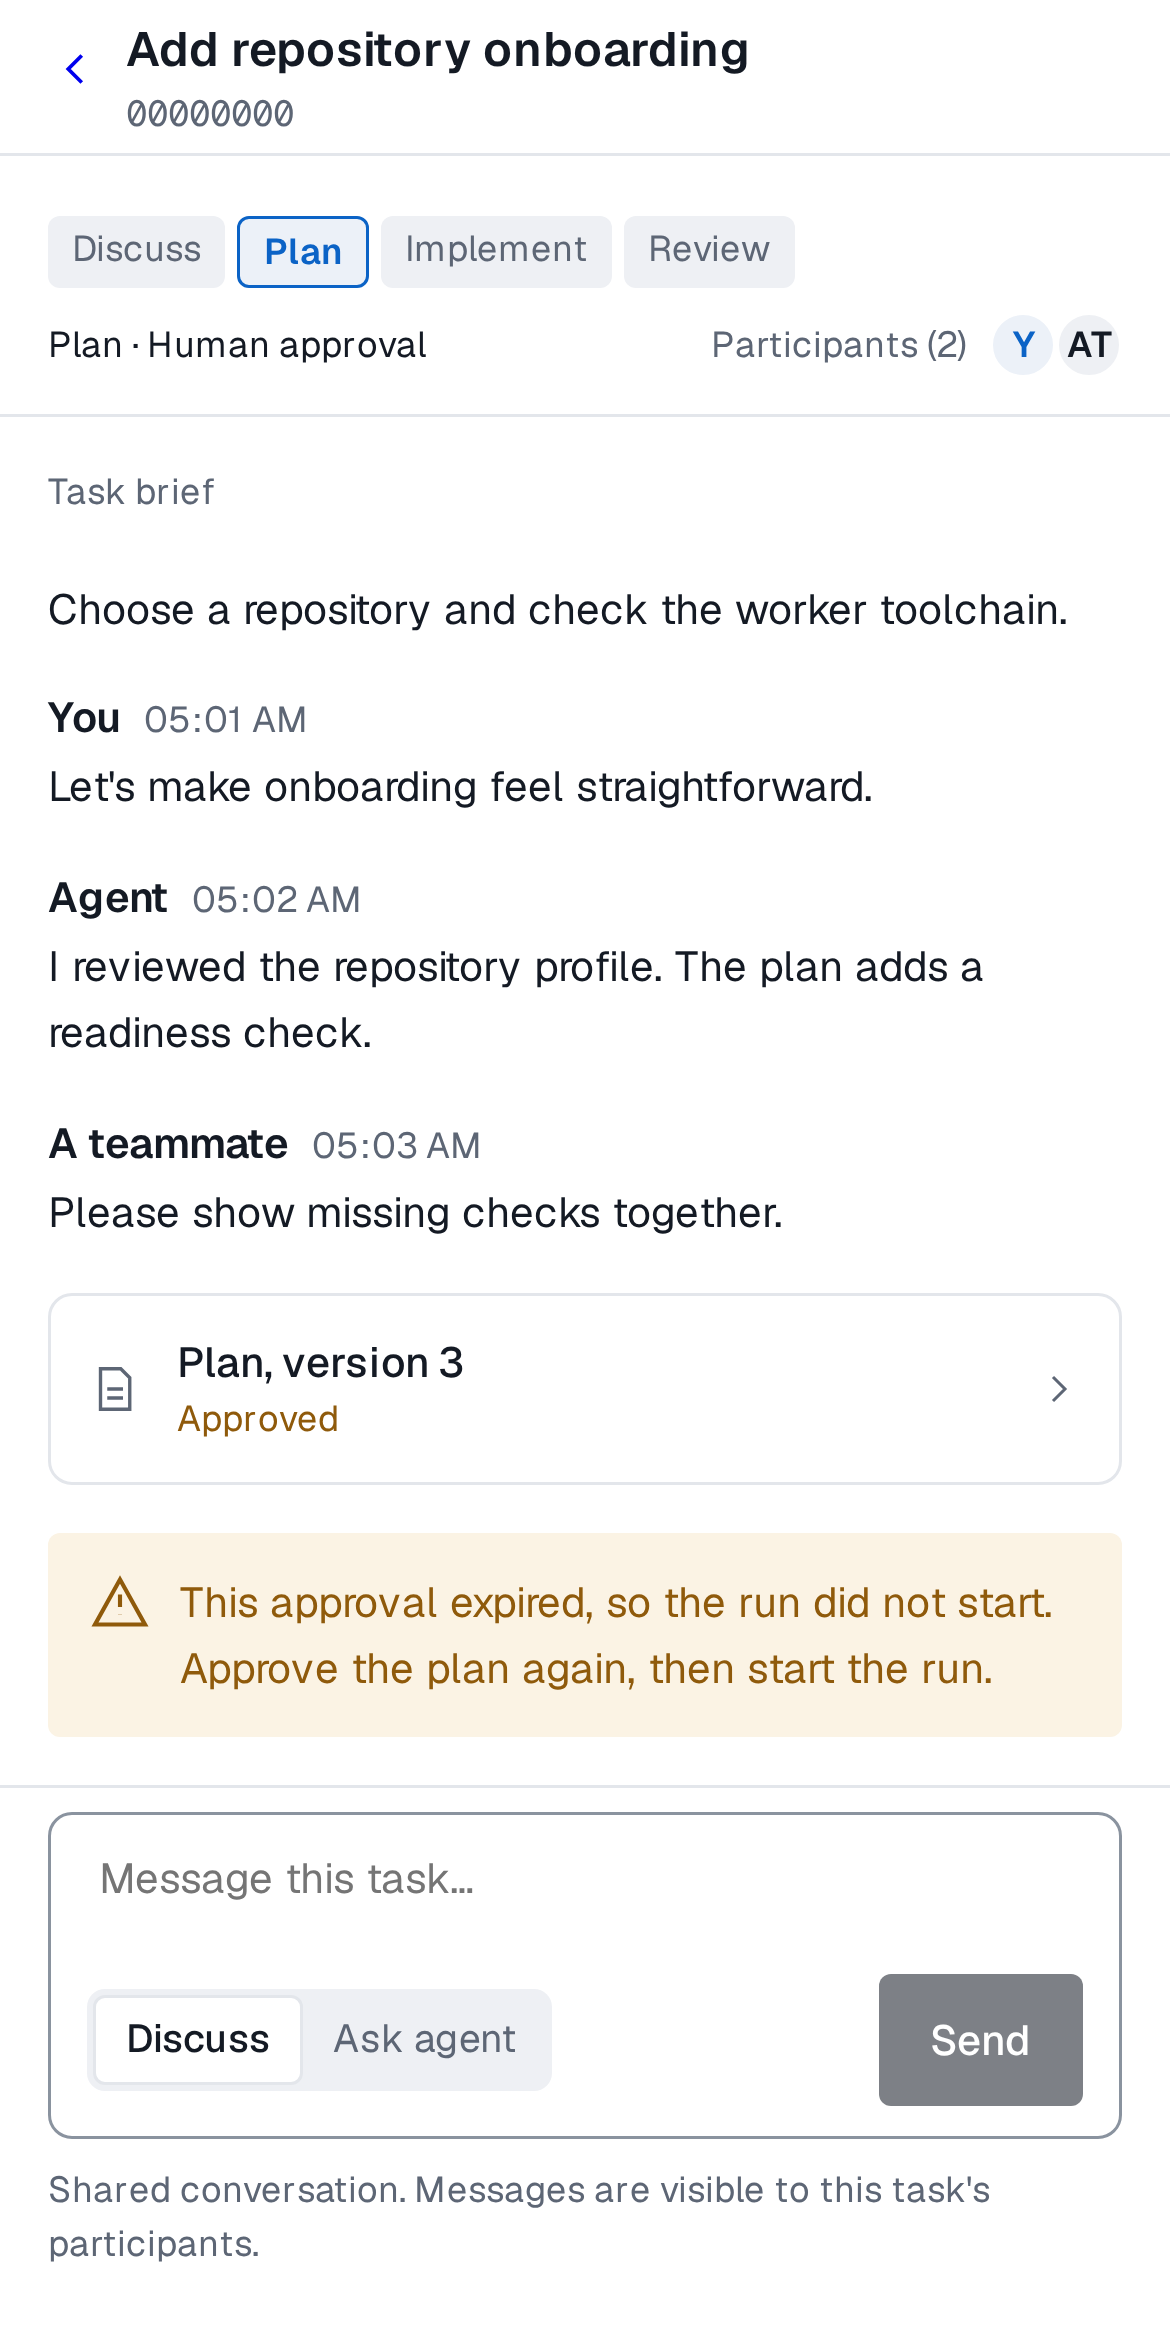 Add repository onboarding
00000000
Discuss Plan Implement Review
Plan · Human approval Participants (2) Y AT
Task brief
Choose a repository and check the worker toolchain.
You 05:01 AM
Let's make onboarding feel straightforward.
Agent 05:02 AM
I reviewed the repository profile. The plan adds a
readiness check.
A teammate 05:03 AM
Please show missing checks together.
Plan, version 3
Approved
This approval expired, so the run did not start.
Approve the plan again, then start the run.
Message this task…
Discuss Ask agent Send
Shared conversation. Messages are visible to this task's
participants.